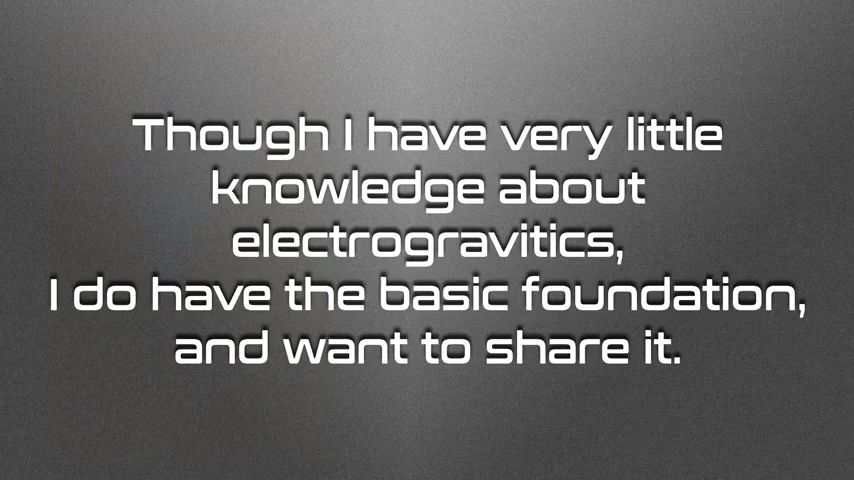 Though I have very little
knowledge about
electrogravitics,
I do have the basic foundation,
and want to share it.